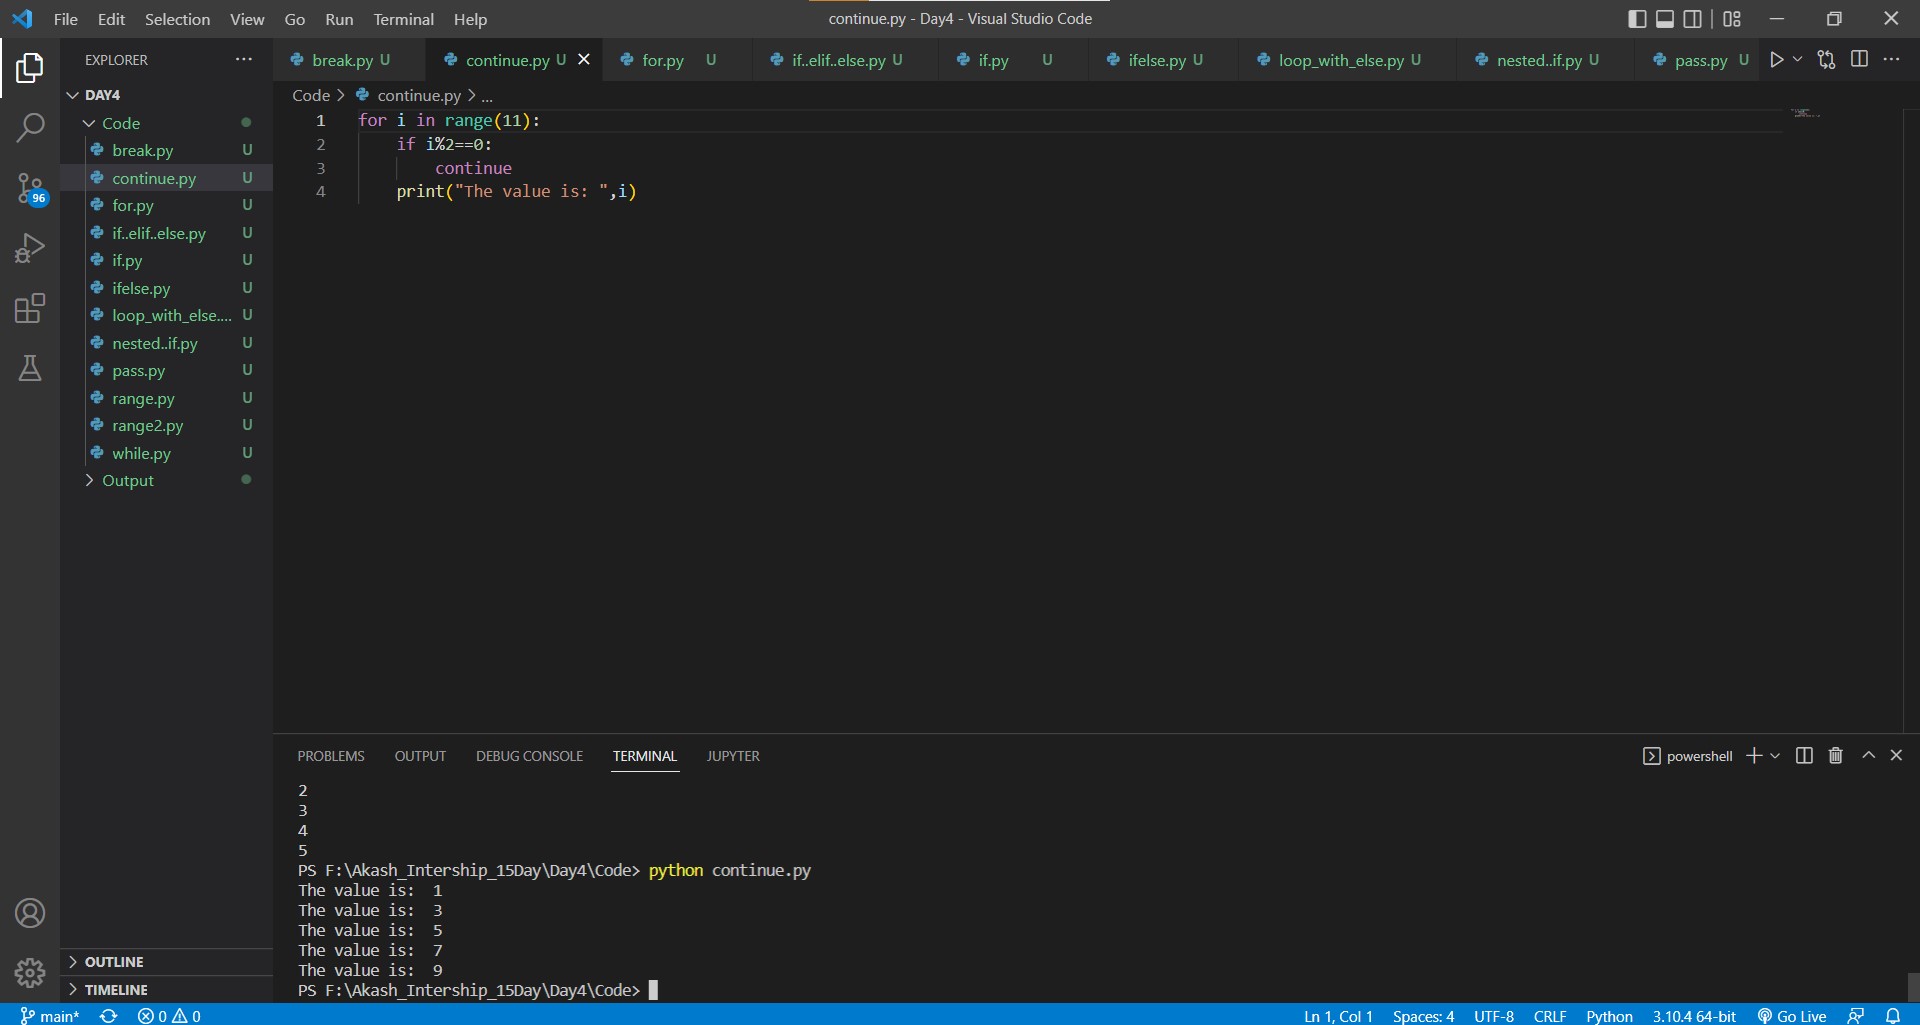 File Edit Selection View Go Run Terminal Help continue.py - Day4 - Visual Studio Code
EXPLORER ...
break.py U continue.py U for.py U if..elif..else.py U if.py U ifelse.py U loop_with_else.py U nested..if.py U pass.py U
DAY4
Code
break.py U
continue.py U
for.py U
if..elif..else.py U
if.py U
ifelse.py U
loop_with_else.... U
nested..if.py U
pass.py U
range.py U
range2.py U
while.py U
Output
96
OUTLINE
TIMELINE
Code > continue.py > ...
1 for i in range(11):
2     if i%2==0:
3         continue
4     print("The value is: ",i)
PROBLEMS OUTPUT DEBUG CONSOLE TERMINAL JUPYTER powershell
2
3
4
5
PS F:\Akash_Intership_15Day\Day4\Code> python continue.py
The value is:  1
The value is:  3
The value is:  5
The value is:  7
The value is:  9
PS F:\Akash_Intership_15Day\Day4\Code>
main* 0 0 Ln 1, Col 1 Spaces: 4 UTF-8 CRLF Python 3.10.4 64-bit Go Live